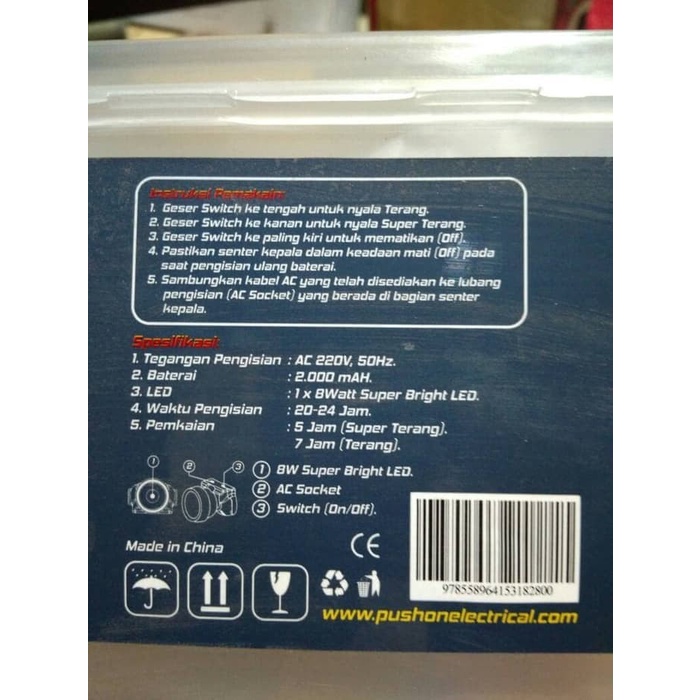 Instruksi Pemakain:
1. Geser Switch ke tengah untuk nyala Terang.
2. Geser Switch ke kanan untuk nyala Super Terang.
3. Geser Switch ke paling kiri untuk mematikan (Off).
4. Pastikan senter kepala dalam keadaan mati (Off) pada
saat pengisian ulang baterai.
5. Sambungkan kabel AC yang telah disediakan ke lubang
pengisian (AC Socket) yang berada di bagian senter
kepala.
Spesifikasi:
1. Tegangan Pengisian : AC 220V, 50Hz.
2. Baterai : 2.000 mAH.
3. LED : 1 x 8Watt Super Bright LED.
4. Waktu Pengisian : 20-24 Jam.
5. Pemkaian : 5 Jam (Super Terang).
7 Jam (Terang).
1 2 3
1 8W Super Bright LED.
2 AC Socket
3 Switch (On/Off).
Made in China
CE
9785589641531828​00
www.pushonelectrical.com